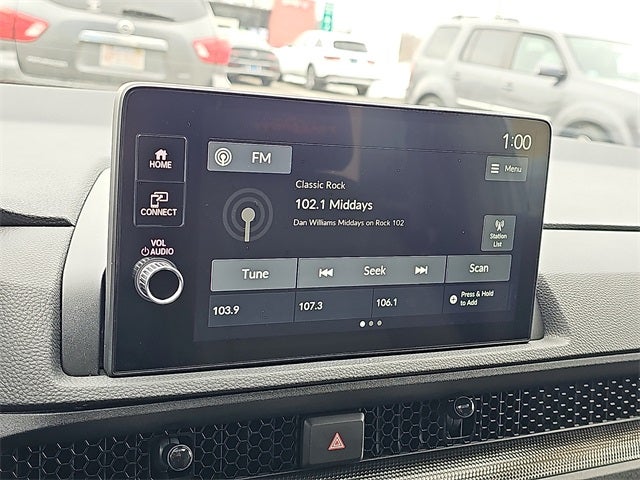 1:00
HOME
FM
Menu
Classic Rock
102.1 Middays
Dan Williams Middays on Rock 102
CONNECT
Station
List
VOL
AUDIO
Tune
Seek
Scan
103.9
107.3
106.1
Press & Hold
to Add